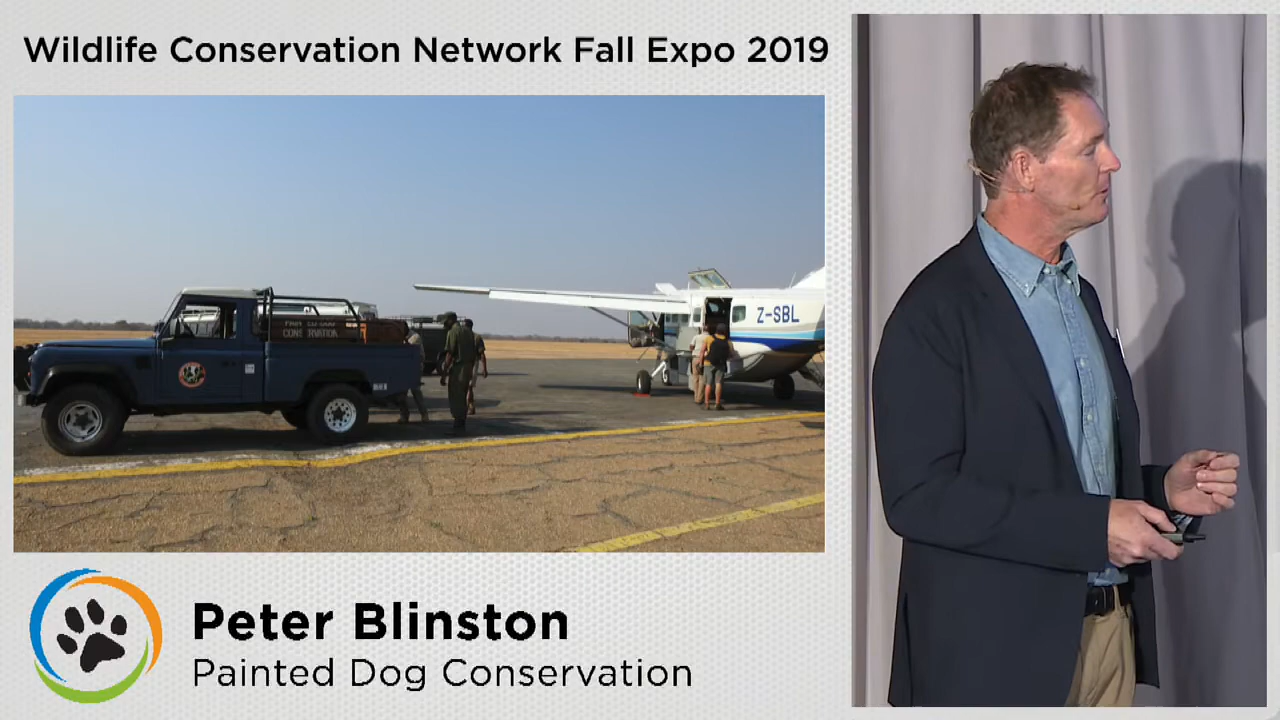 Wildlife Conservation Network Fall Expo 2019
Z-SBL
CONSERVATION
Peter Blinston
Painted Dog Conservation